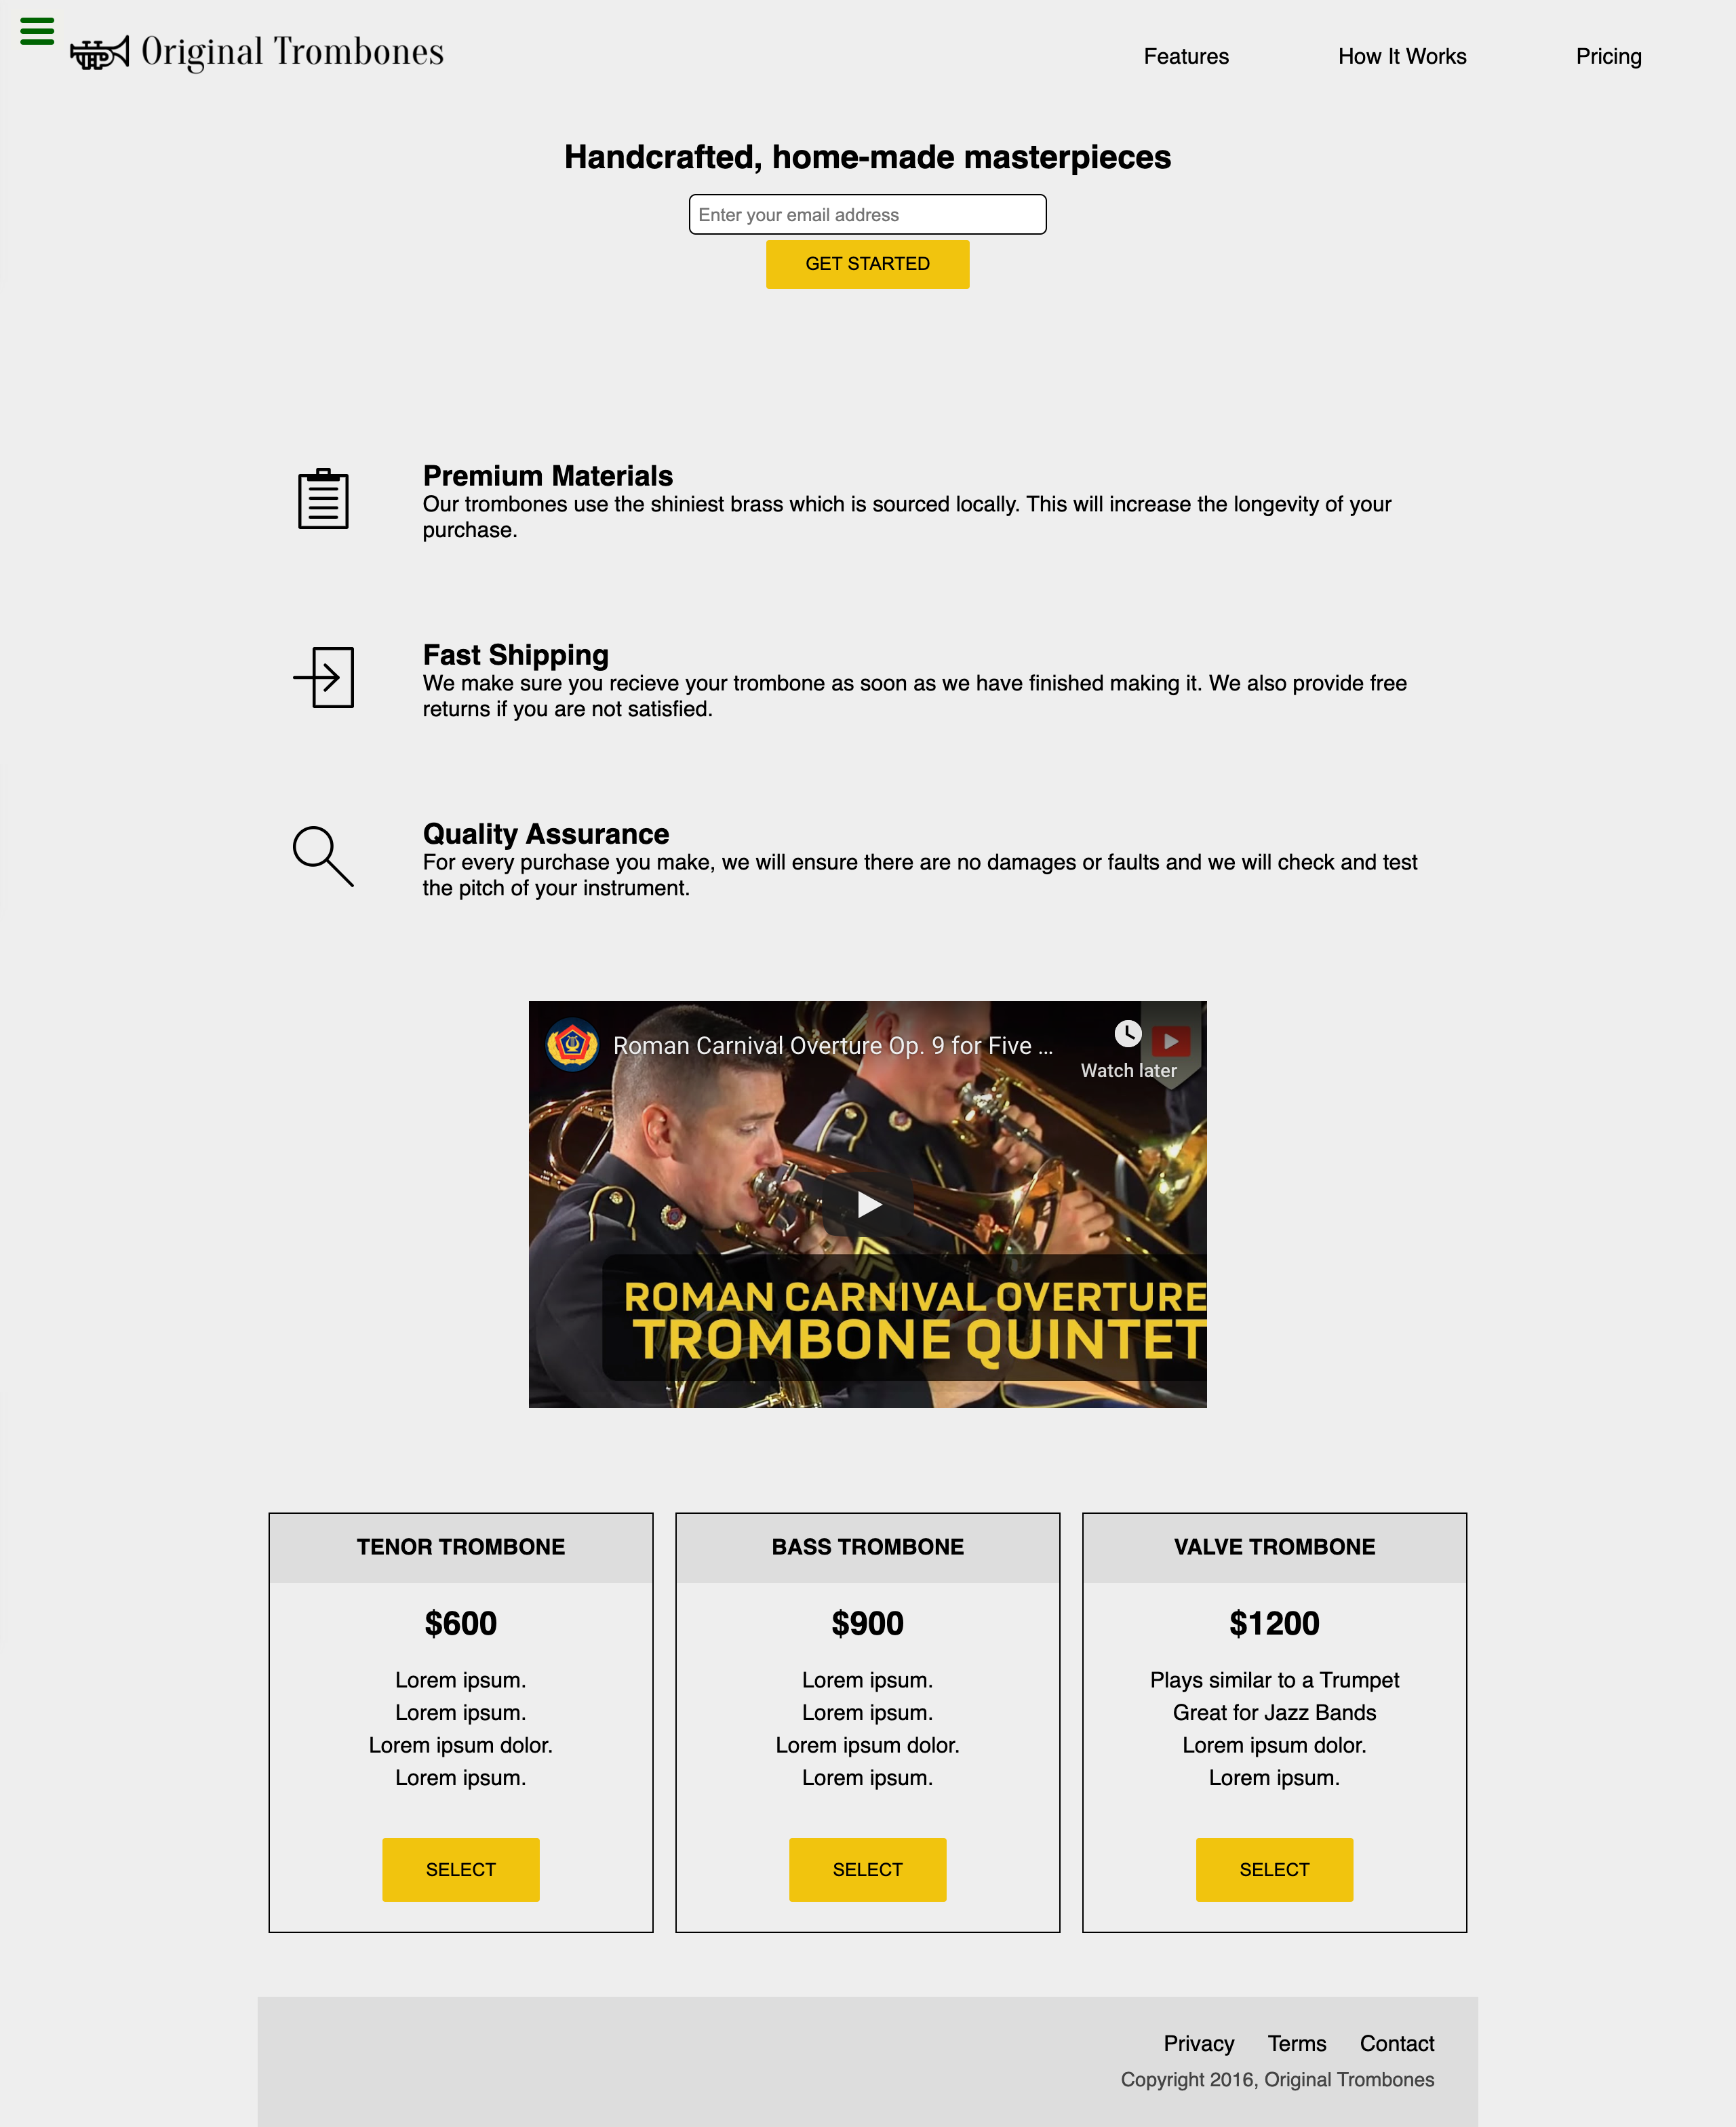 Original Trombones
Features
How It Works
Pricing
Handcrafted, home-made masterpieces
Enter your email address
GET STARTED
Premium Materials
Our trombones use the shiniest brass which is sourced locally. This will increase the longevity of your
purchase.
Fast Shipping
We make sure you recieve your trombone as soon as we have finished making it. We also provide free
returns if you are not satisfied.
Quality Assurance
For every purchase you make, we will ensure there are no damages or faults and we will check and test
the pitch of your instrument.
Roman Carnival Overture Op. 9 for Five ...
Watch later
ROMAN CARNIVAL OVERTURE
TROMBONE QUINTET
TENOR TROMBONE
$600
Lorem ipsum.
Lorem ipsum.
Lorem ipsum dolor.
Lorem ipsum.
SELECT
BASS TROMBONE
$900
Lorem ipsum.
Lorem ipsum.
Lorem ipsum dolor.
Lorem ipsum.
SELECT
VALVE TROMBONE
$1200
Plays similar to a Trumpet
Great for Jazz Bands
Lorem ipsum dolor.
Lorem ipsum.
SELECT
Privacy
Terms
Contact
Copyright 2016, Original Trombones